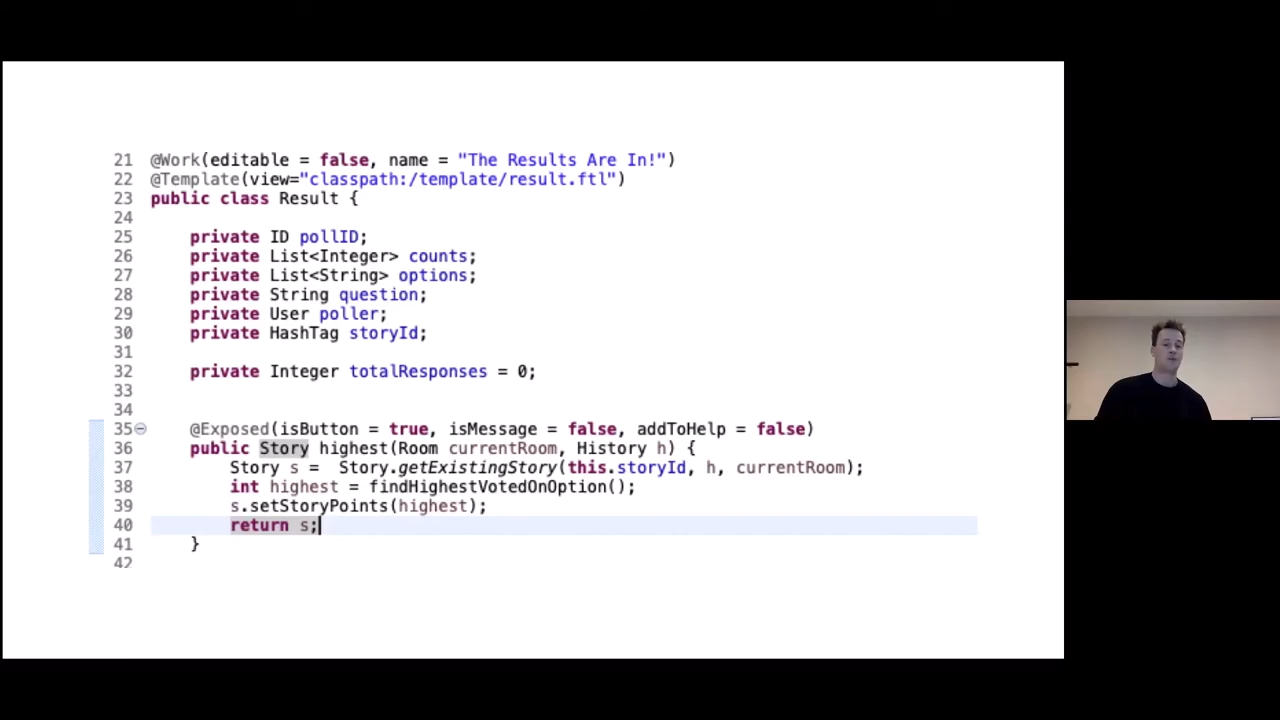 21 @Work(editable = false, name = "The Results Are In!")
22 @Template(view="classpath:/template/result.ftl")
23 public class Result {
24
25 private ID pollID;
26 private List<Integer> counts;
27 private List<String> options;
28 private String question;
29 private User poller;
30 private HashTag storyId;
31
32 private Integer totalResponses = 0;
33
34
35 @Exposed(isButton = true, isMessage = false, addToHelp = false)
36 public Story highest(Room currentRoom, History h) {
37 Story s =  Story.getExistingStory(this.storyId, h, currentRoom);
38 int highest = findHighestVotedOnOption();
39 s.setStoryPoints(highest);
40 return s;
41 }
42